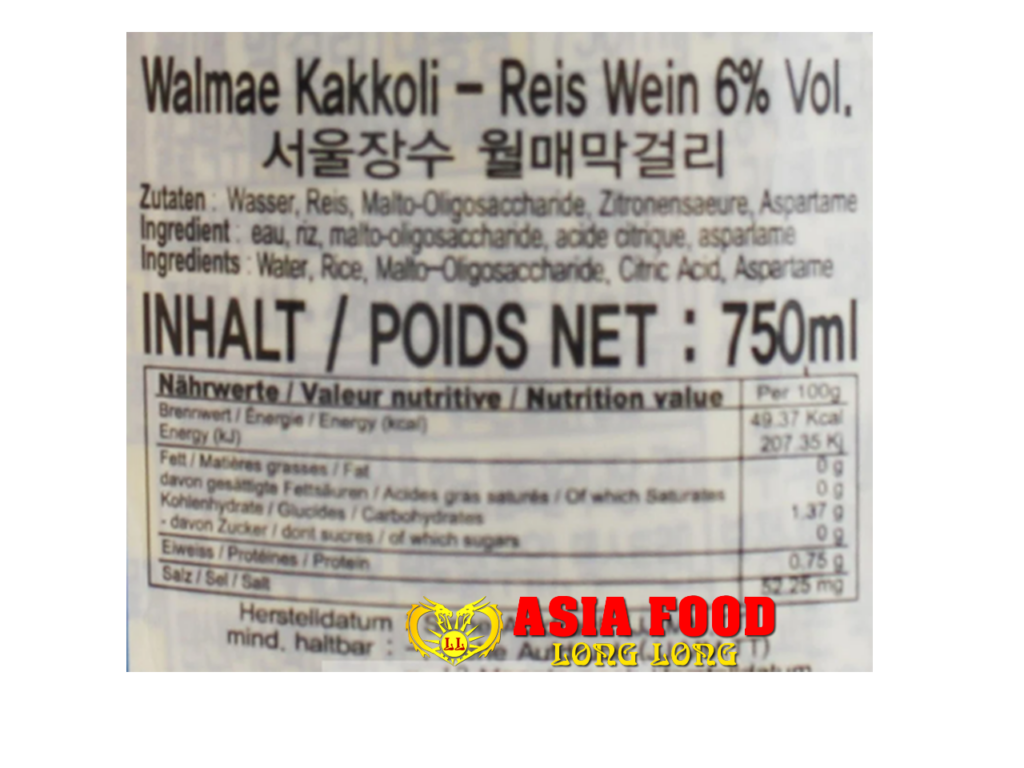 Walmae Kakkoli - Reis Wein 6% Vol.
서울장수 월매막걸리
Zutaten : Wasser, Reis, Malto-Oligosaccharide, Zitronensaeure, Aspartame
Ingredient : eau, riz, malto-oligosaccharide, acide citrique, aspartame
Ingredients : Water, Rice, Malto-Oligosaccharide, Citric Acid, Aspartame
INHALT / POIDS NET : 750ml
Nährwerte / Valeur nutritive / Nutrition value Per 100g
Brennwert / Énergie / Energy (kcal) 49.37 Kcal
Energy (kJ) 207.35 Kj
Fett / Matières grasses / Fat 0 g
davon gesättigte Fettsäuren / Acides gras saturés / Of which Saturates 0 g
Kohlenhydrate / Glucides / Carbohydrates 1.37 g
- davon Zucker / dont sucres / of which sugars 0 g
Eiweiss / Protéines / Protein 0.75 g
Salz / Sel / Salt 52.25 mg
Herstelldatum
mind. haltbar :
ASIA FOOD
LL
LONG LONG